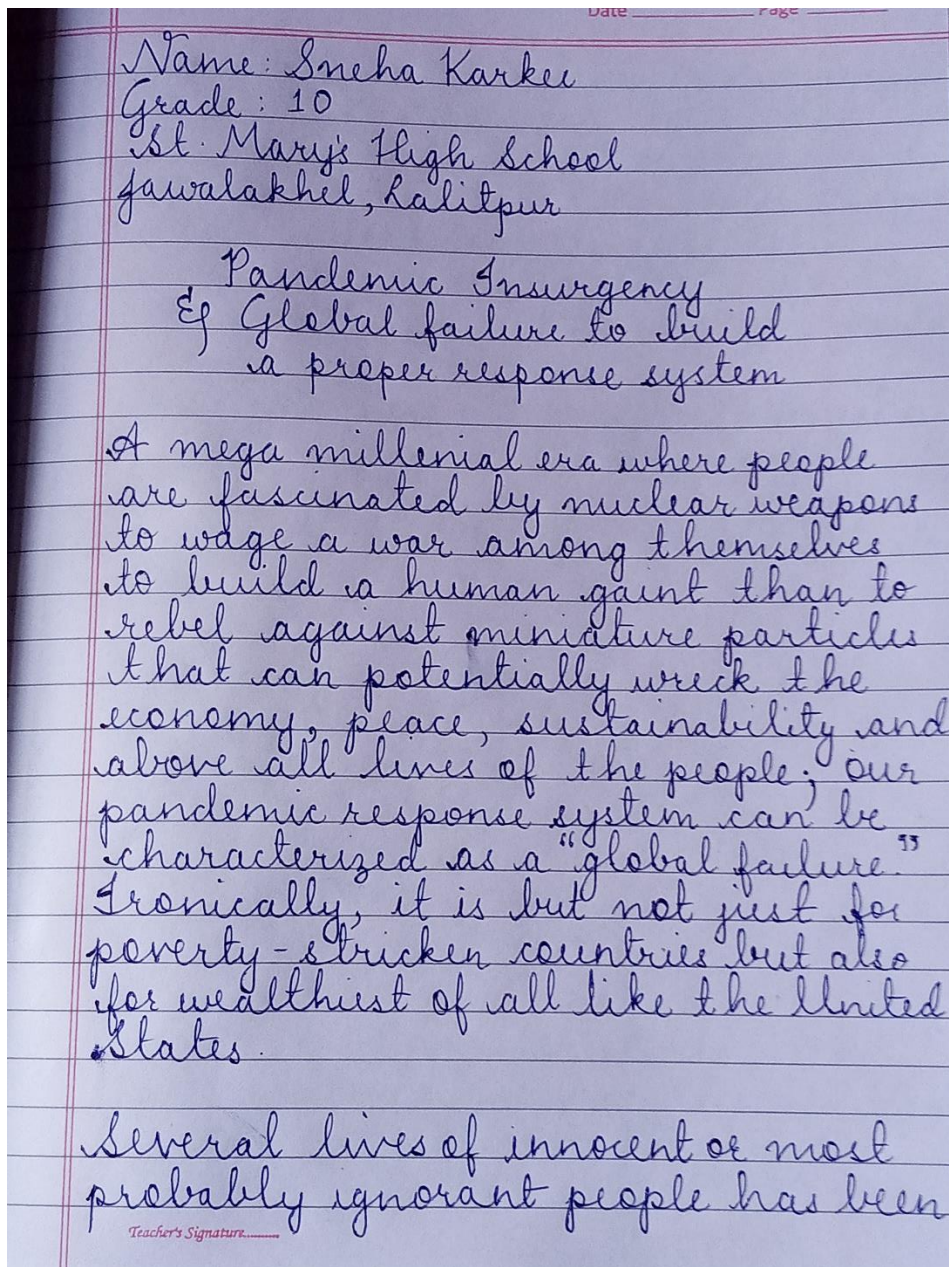 Date Page
Name: Sneha Karkee
Grade: 10
St. Mary's High School
Jawalakhel, Lalitpur
Pandemic Insurgency
& Global failure to build
a proper response system
A mega millenial era where people
are fascinated by nuclear weapons
to wage a war among themselves
to build a human gaint than to
rebel against miniature particles
that can potentially wreck the
economy, peace, sustainability and
above all lives of the people; our
pandemic response system can be
characterized as a "global failure."
Ironically, it is but not just for
poverty-stricken countries but also
for wealthiest of all like the United
States.
Several lives of innocent or most
probably ignorant people has been
Teacher's Signature.........